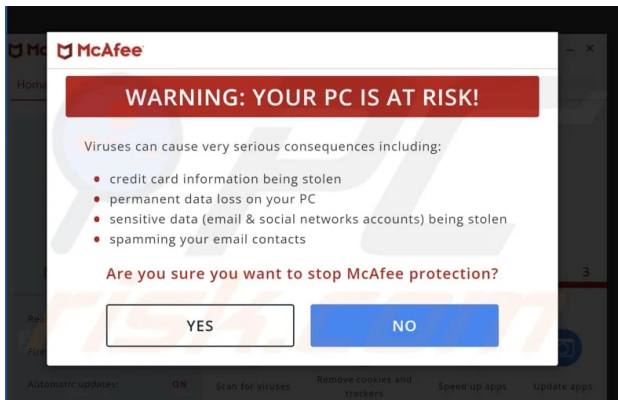 McAfee
WARNING: YOUR PC IS AT RISK!
Viruses can cause very serious consequences including:
credit card information being stolen
permanent data loss on your PC
sensitive data (email & social networks accounts) being stolen
spamming your email contacts
Are you sure you want to stop McAfee protection?
3
YES
NO
Automatic updates:
ON
Scan for viruses
Remove cookies and
trackers
Speed up apps
Update apps
PC
risk.com